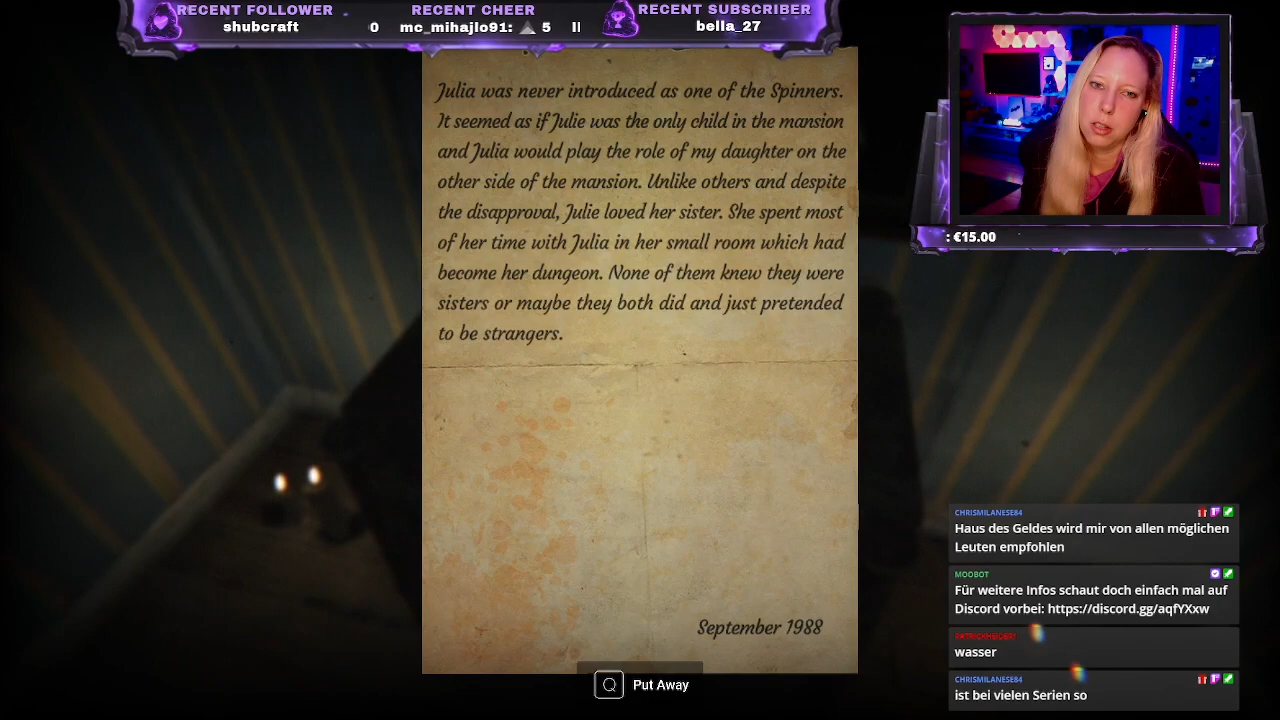 RECENT FOLLOWER
shubcraft
0
RECENT CHEER
mc_mihajlo91: 5
RECENT SUBSCRIBER
bella_27
Julia was never introduced as one of the Spinners.
It seemed as if Julie was the only child in the mansion
and Julia would play the role of my daughter on the
other side of the mansion. Unlike others and despite
the disapproval, Julie loved her sister. She spent most
of her time with Julia in her small room which had
become her dungeon. None of them knew they were
sisters or maybe they both did and just pretended
to be strangers.
September 1988
Q Put Away
: €15.00
CHRISMILANESE84
Haus des Geldes wird mir von allen möglichen
Leuten empfohlen
MOOBOT
Für weitere Infos schaut doch einfach mal auf
Discord vorbei: https://discord.gg/aqfYXxw
wasser
CHRISMILANESE84
ist bei vielen Serien so